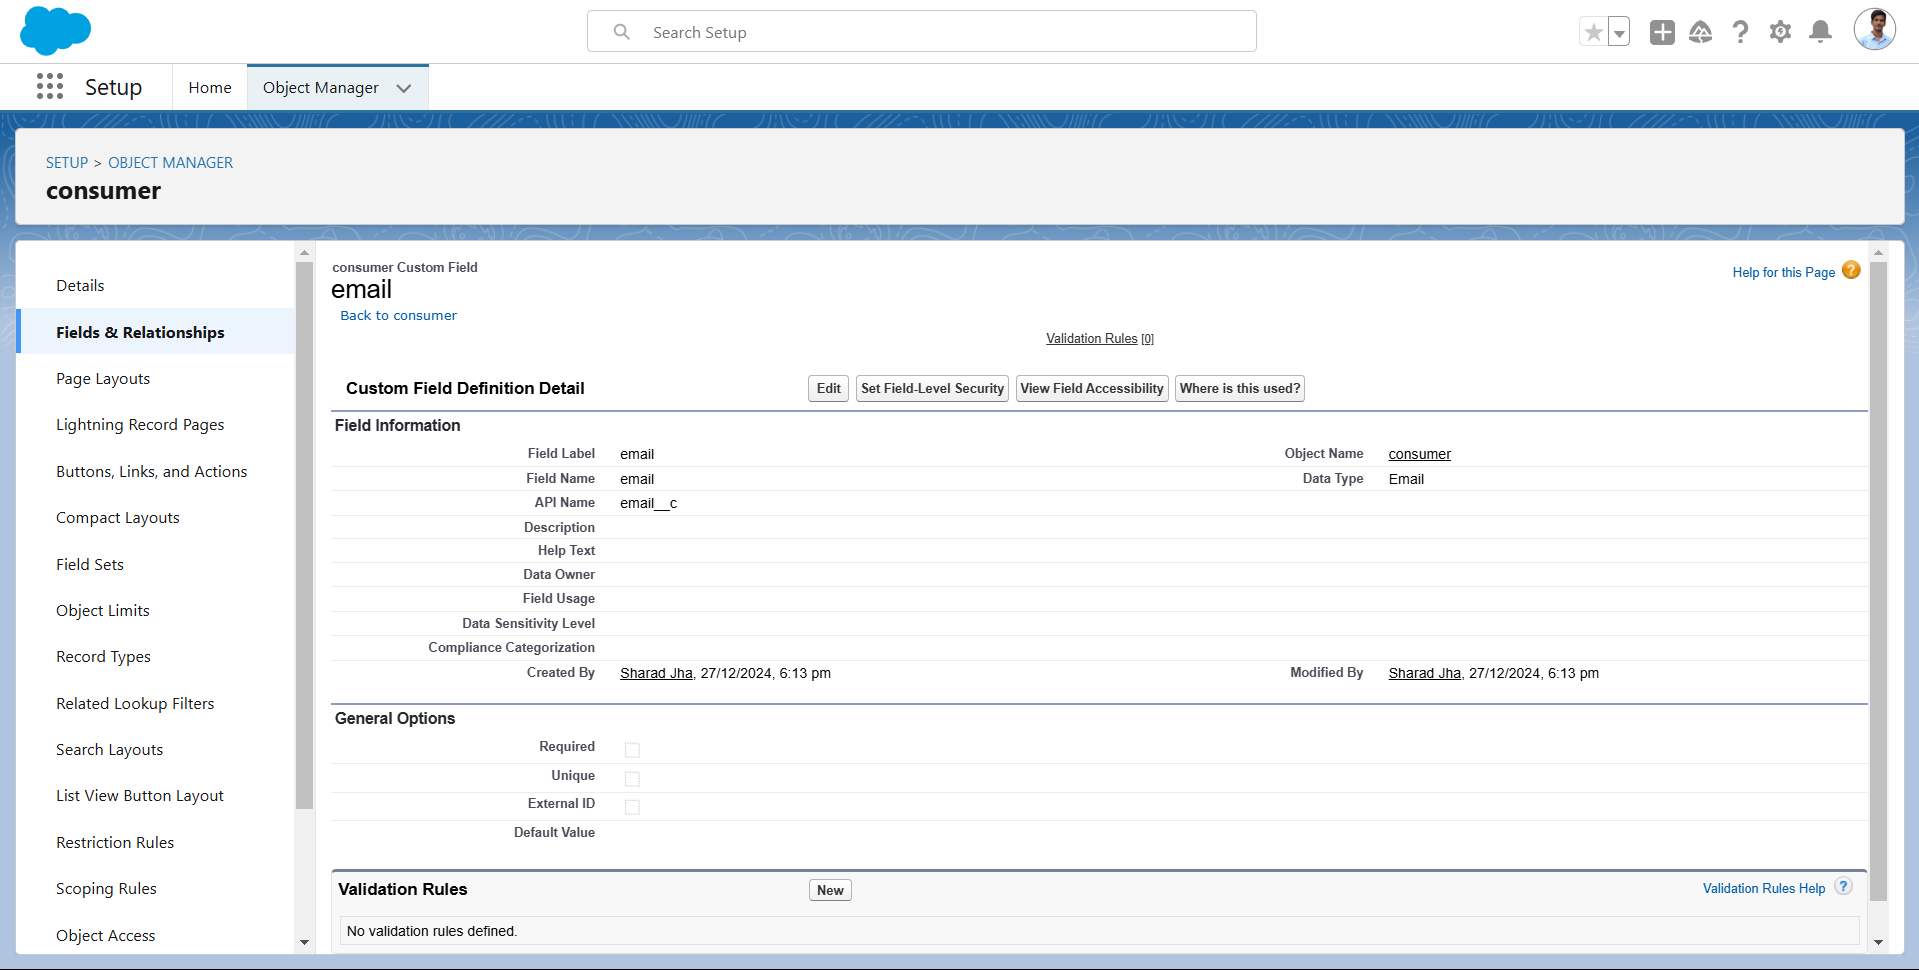 Search Setup
Setup
Home
Object Manager
SETUP > OBJECT MANAGER
consumer
Details
Fields & Relationships
Page Layouts
Lightning Record Pages
Buttons, Links, and Actions
Compact Layouts
Field Sets
Object Limits
Record Types
Related Lookup Filters
Search Layouts
List View Button Layout
Restriction Rules
Scoping Rules
Object Access
consumer Custom Field
email
Back to consumer
Help for this Page ?
Validation Rules [0]
Custom Field Definition Detail
Edit
Set Field-Level Security
View Field Accessibility
Where is this used?
Field Information
Field Label email
Object Name consumer
Field Name email
Data Type Email
API Name email__c
Description
Help Text
Data Owner
Field Usage
Data Sensitivity Level
Compliance Categorization
Created By Sharad Jha, 27/12/2024, 6:13 pm
Modified By Sharad Jha, 27/12/2024, 6:13 pm
General Options
Required
Unique
External ID
Default Value
Validation Rules
New
Validation Rules Help ?
No validation rules defined.